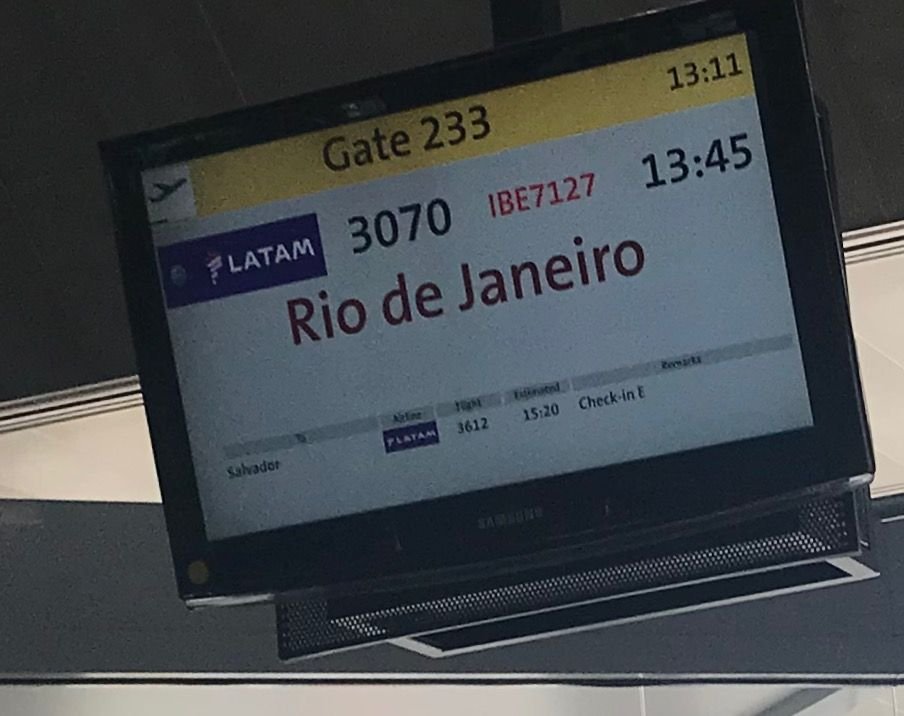 13:11
Gate 233
LATAM 3070 IBE7127 13:45
Rio de Janeiro
To Airline Flight Estimated Remarks
Salvador LATAM 3612 15:20 Check-in E
SAMSUNG